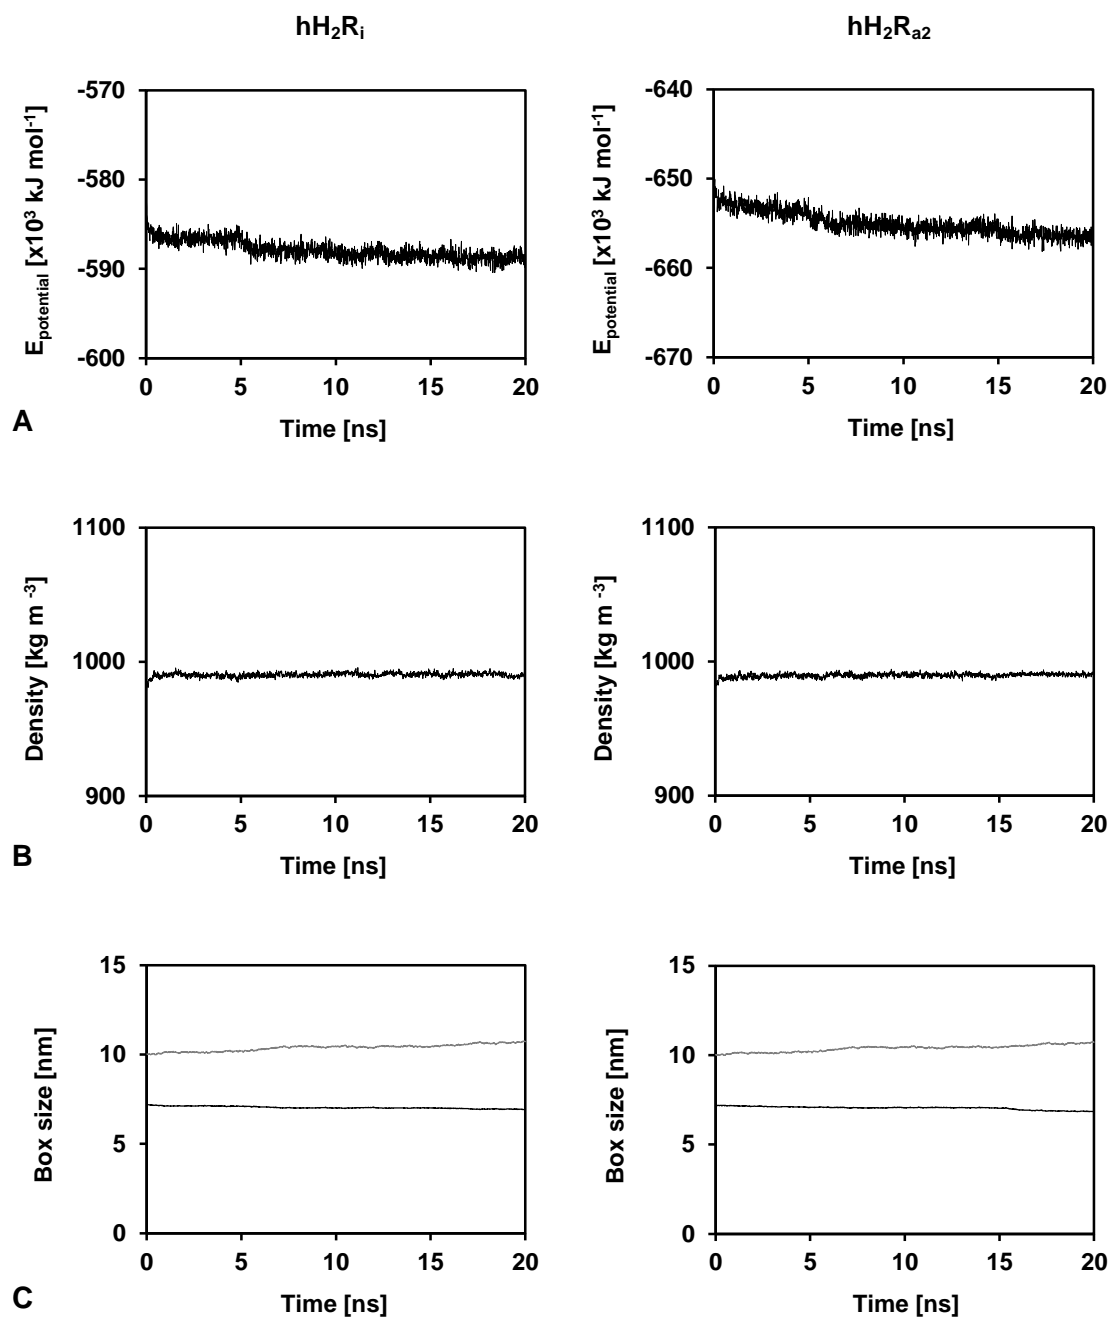 hH₂Rᵢ
hH₂Rₐ₂
E_potential [x10³ kJ mol⁻¹]
-570
-580
-590
-600
0 5 10 15 20
Time [ns]
E_potential [x10³ kJ mol⁻¹]
-640
-650
-660
-670
0 5 10 15 20
Time [ns]
A
Density [kg m ⁻³]
1100
1000
900
0 5 10 15 20
Time [ns]
Density [kg m ⁻³]
1100
1000
900
0 5 10 15 20
Time [ns]
B
Box size [nm]
15
10
5
0
0 5 10 15 20
Time [ns]
Box size [nm]
15
10
5
0
0 5 10 15 20
Time [ns]
C